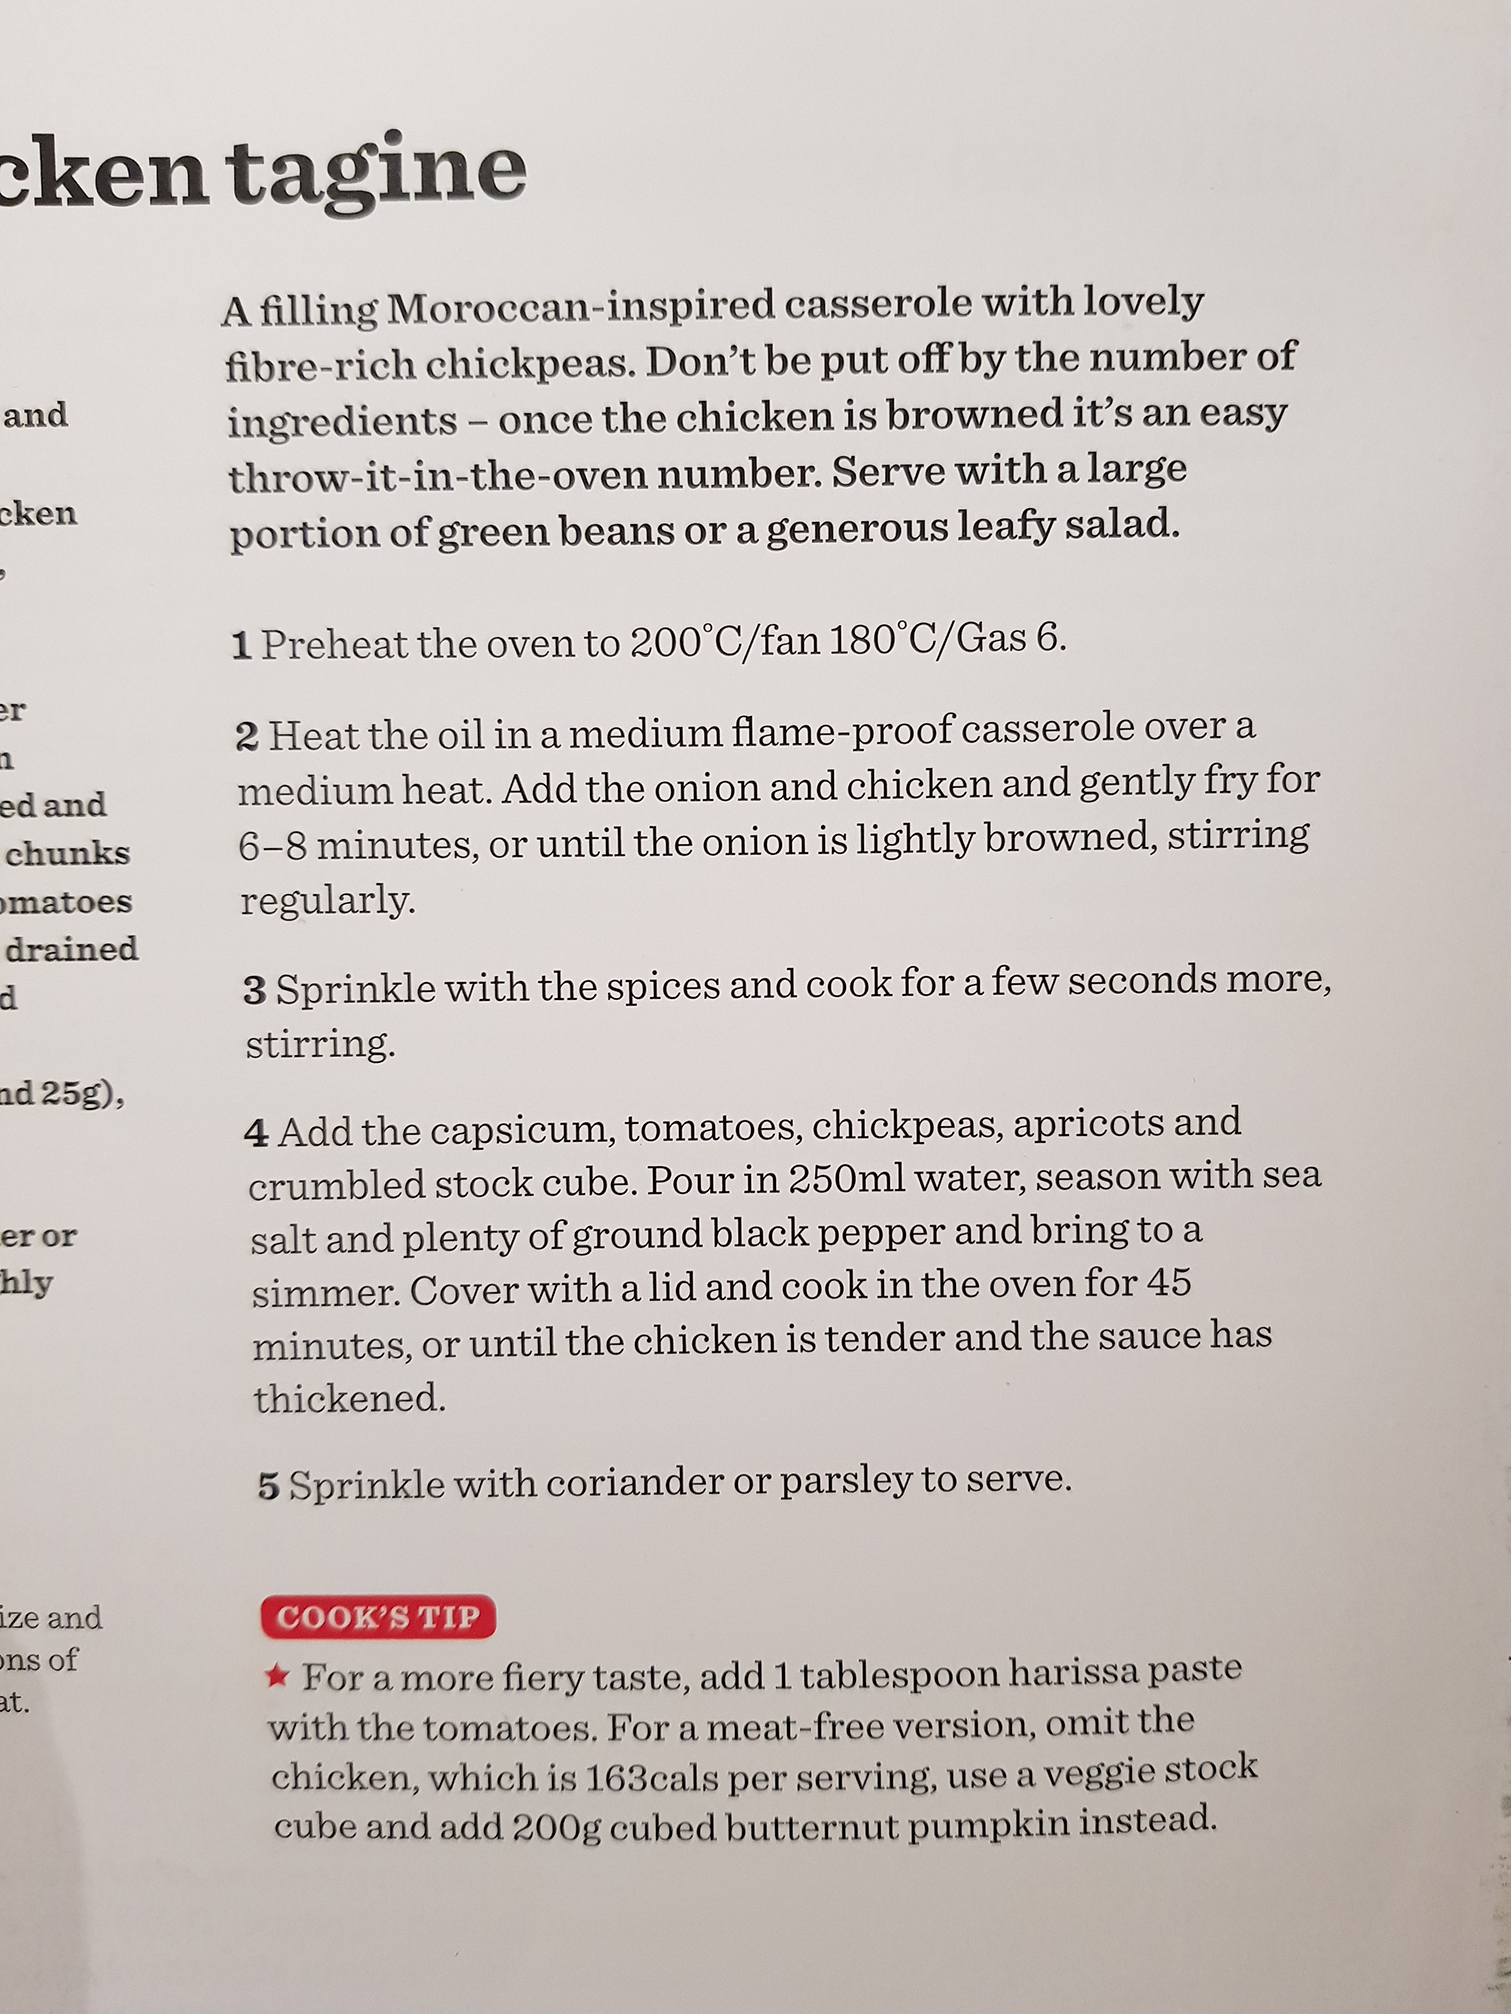 cken tagine
and
cken
,
er
n
ed and
chunks
omatoes
drained
d
nd 25g),
er or
hly
ize and
ons of
at.
A filling Moroccan-inspired casserole with lovely
fibre-rich chickpeas. Don't be put off by the number of
ingredients – once the chicken is browned it's an easy
throw-it-in-the-oven number. Serve with a large
portion of green beans or a generous leafy salad.
1 Preheat the oven to 200°C/fan 180°C/Gas 6.
2 Heat the oil in a medium flame-proof casserole over a
medium heat. Add the onion and chicken and gently fry for
6–8 minutes, or until the onion is lightly browned, stirring
regularly.
3 Sprinkle with the spices and cook for a few seconds more,
stirring.
4 Add the capsicum, tomatoes, chickpeas, apricots and
crumbled stock cube. Pour in 250ml water, season with sea
salt and plenty of ground black pepper and bring to a
simmer. Cover with a lid and cook in the oven for 45
minutes, or until the chicken is tender and the sauce has
thickened.
5 Sprinkle with coriander or parsley to serve.
COOK'S TIP
★ For a more fiery taste, add 1 tablespoon harissa paste
with the tomatoes. For a meat-free version, omit the
chicken, which is 163cals per serving, use a veggie stock
cube and add 200g cubed butternut pumpkin instead.